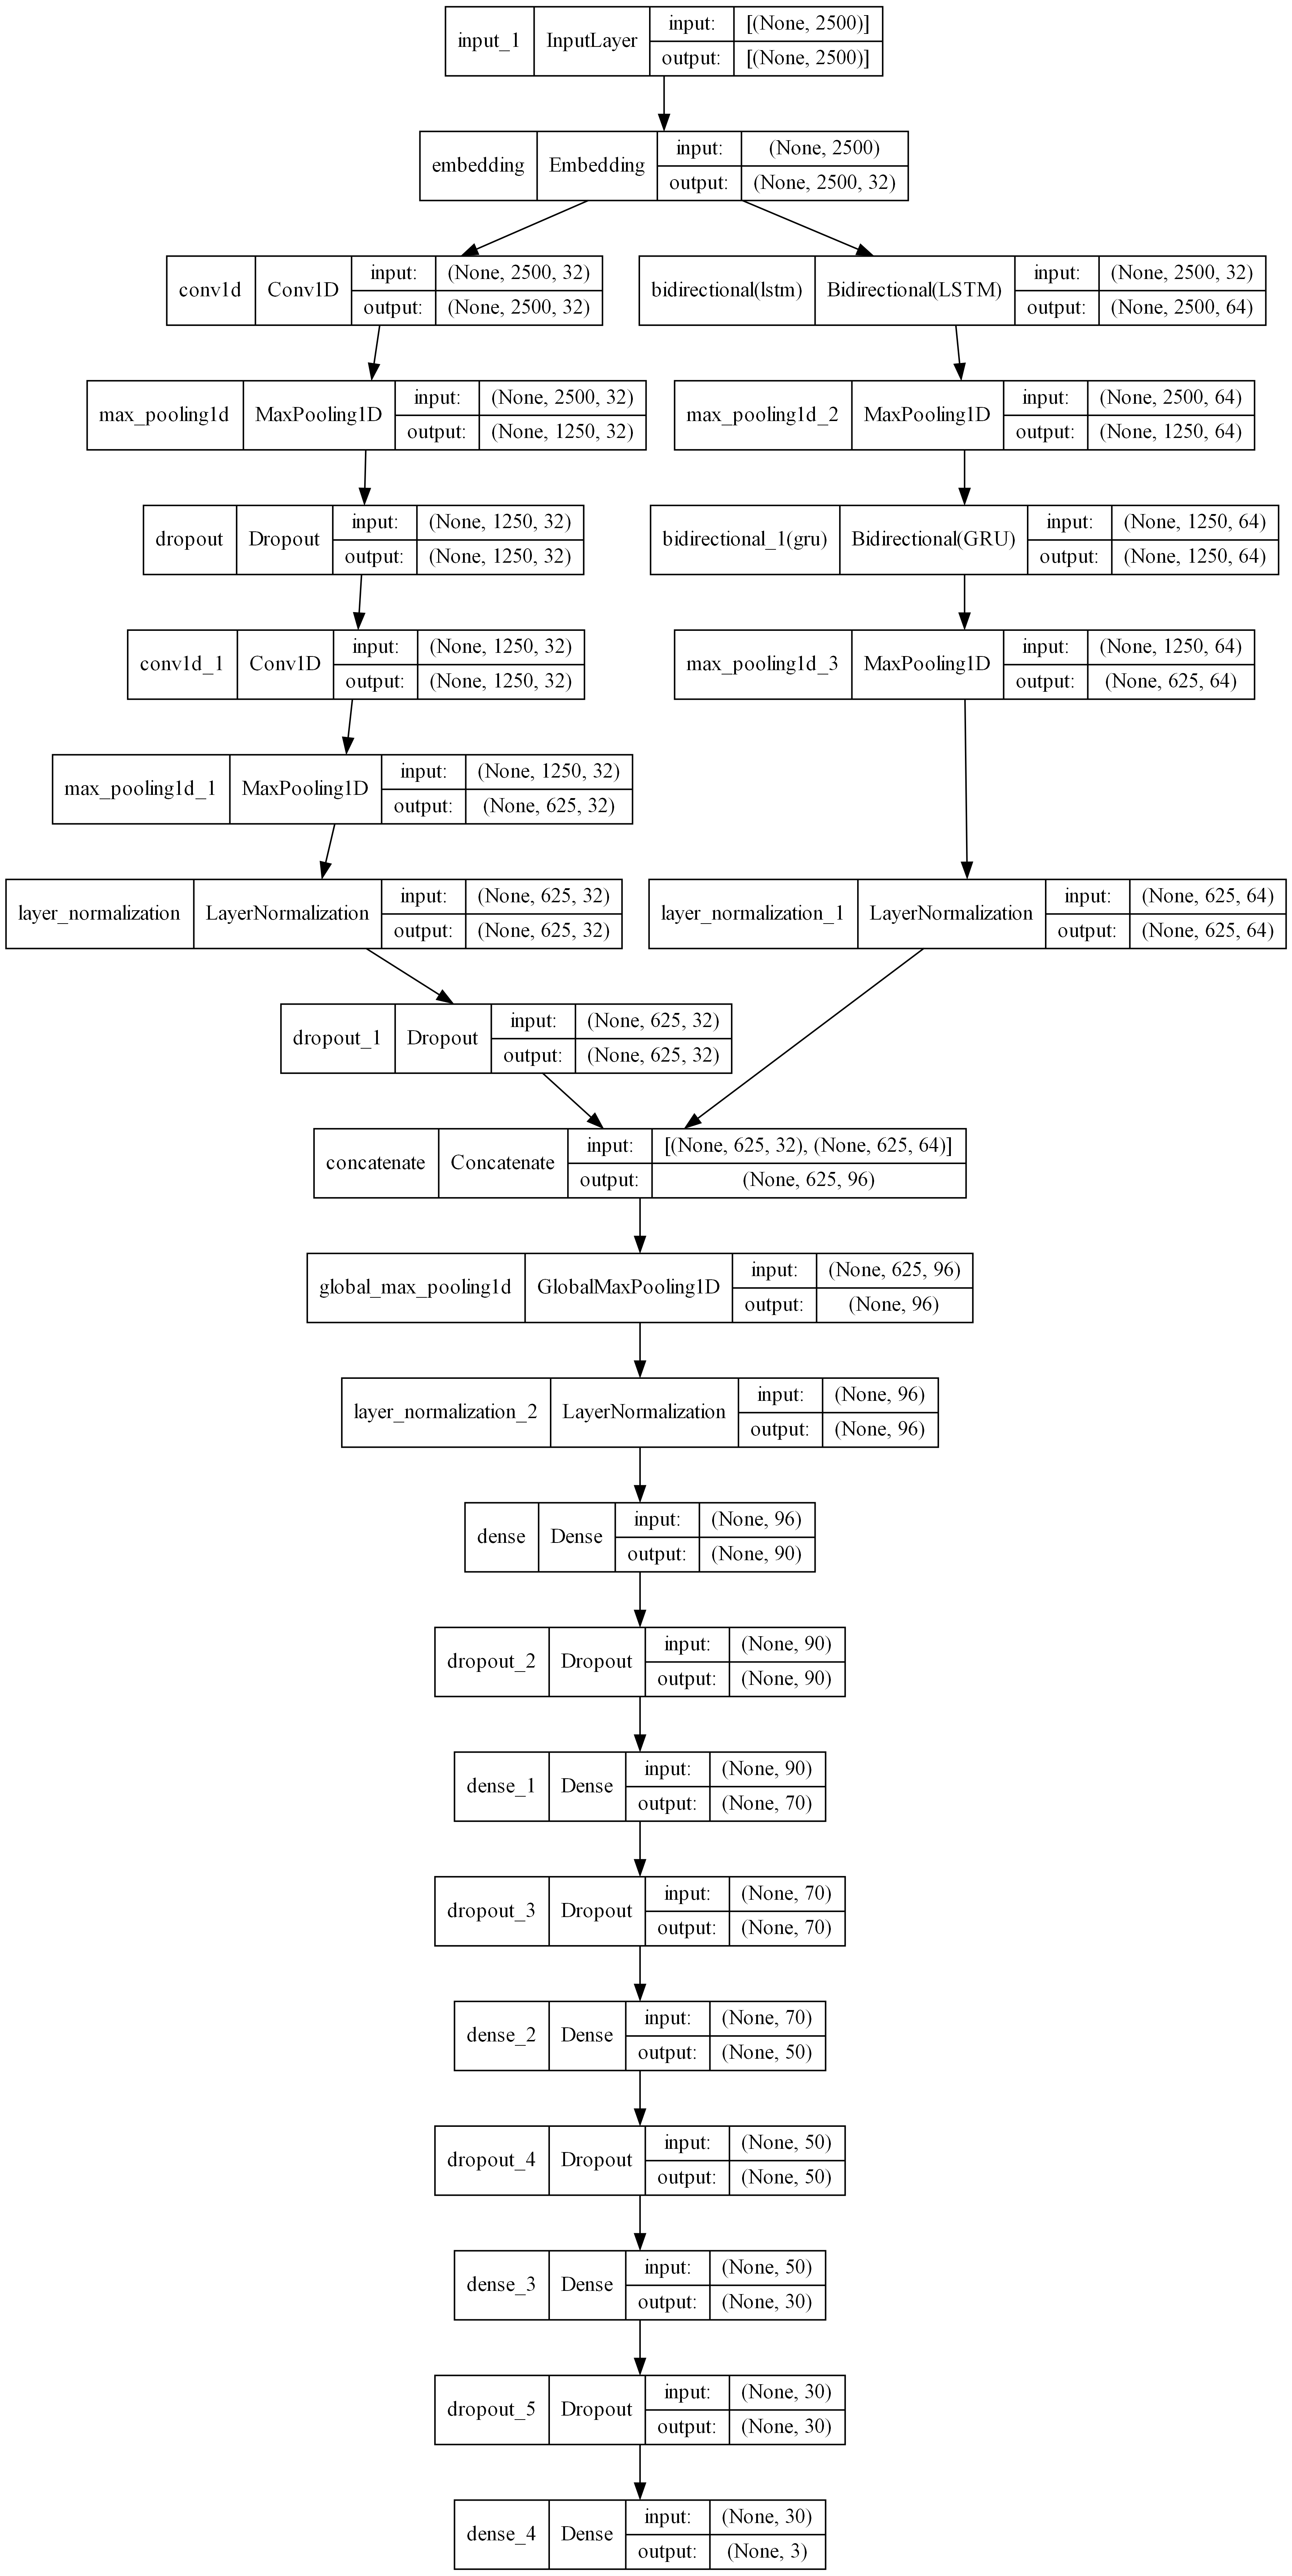 input_1 InputLayer input: [(None, 2500)]
output: [(None, 2500)]
embedding Embedding input: (None, 2500)
output: (None, 2500, 32)
conv1d Conv1D input: (None, 2500, 32)
output: (None, 2500, 32)
bidirectional(lstm) Bidirectional(LSTM) input: (None, 2500, 32)
output: (None, 2500, 64)
max_pooling1d MaxPooling1D input: (None, 2500, 32)
output: (None, 1250, 32)
max_pooling1d_2 MaxPooling1D input: (None, 2500, 64)
output: (None, 1250, 64)
dropout Dropout input: (None, 1250, 32)
output: (None, 1250, 32)
bidirectional_1(gru) Bidirectional(GRU) input: (None, 1250, 64)
output: (None, 1250, 64)
conv1d_1 Conv1D input: (None, 1250, 32)
output: (None, 1250, 32)
max_pooling1d_3 MaxPooling1D input: (None, 1250, 64)
output: (None, 625, 64)
max_pooling1d_1 MaxPooling1D input: (None, 1250, 32)
output: (None, 625, 32)
layer_normalization LayerNormalization input: (None, 625, 32)
output: (None, 625, 32)
layer_normalization_1 LayerNormalization input: (None, 625, 64)
output: (None, 625, 64)
dropout_1 Dropout input: (None, 625, 32)
output: (None, 625, 32)
concatenate Concatenate input: [(None, 625, 32), (None, 625, 64)]
output: (None, 625, 96)
global_max_pooling1d GlobalMaxPooling1D input: (None, 625, 96)
output: (None, 96)
layer_normalization_2 LayerNormalization input: (None, 96)
output: (None, 96)
dense Dense input: (None, 96)
output: (None, 90)
dropout_2 Dropout input: (None, 90)
output: (None, 90)
dense_1 Dense input: (None, 90)
output: (None, 70)
dropout_3 Dropout input: (None, 70)
output: (None, 70)
dense_2 Dense input: (None, 70)
output: (None, 50)
dropout_4 Dropout input: (None, 50)
output: (None, 50)
dense_3 Dense input: (None, 50)
output: (None, 30)
dropout_5 Dropout input: (None, 30)
output: (None, 30)
dense_4 Dense input: (None, 30)
output: (None, 3)